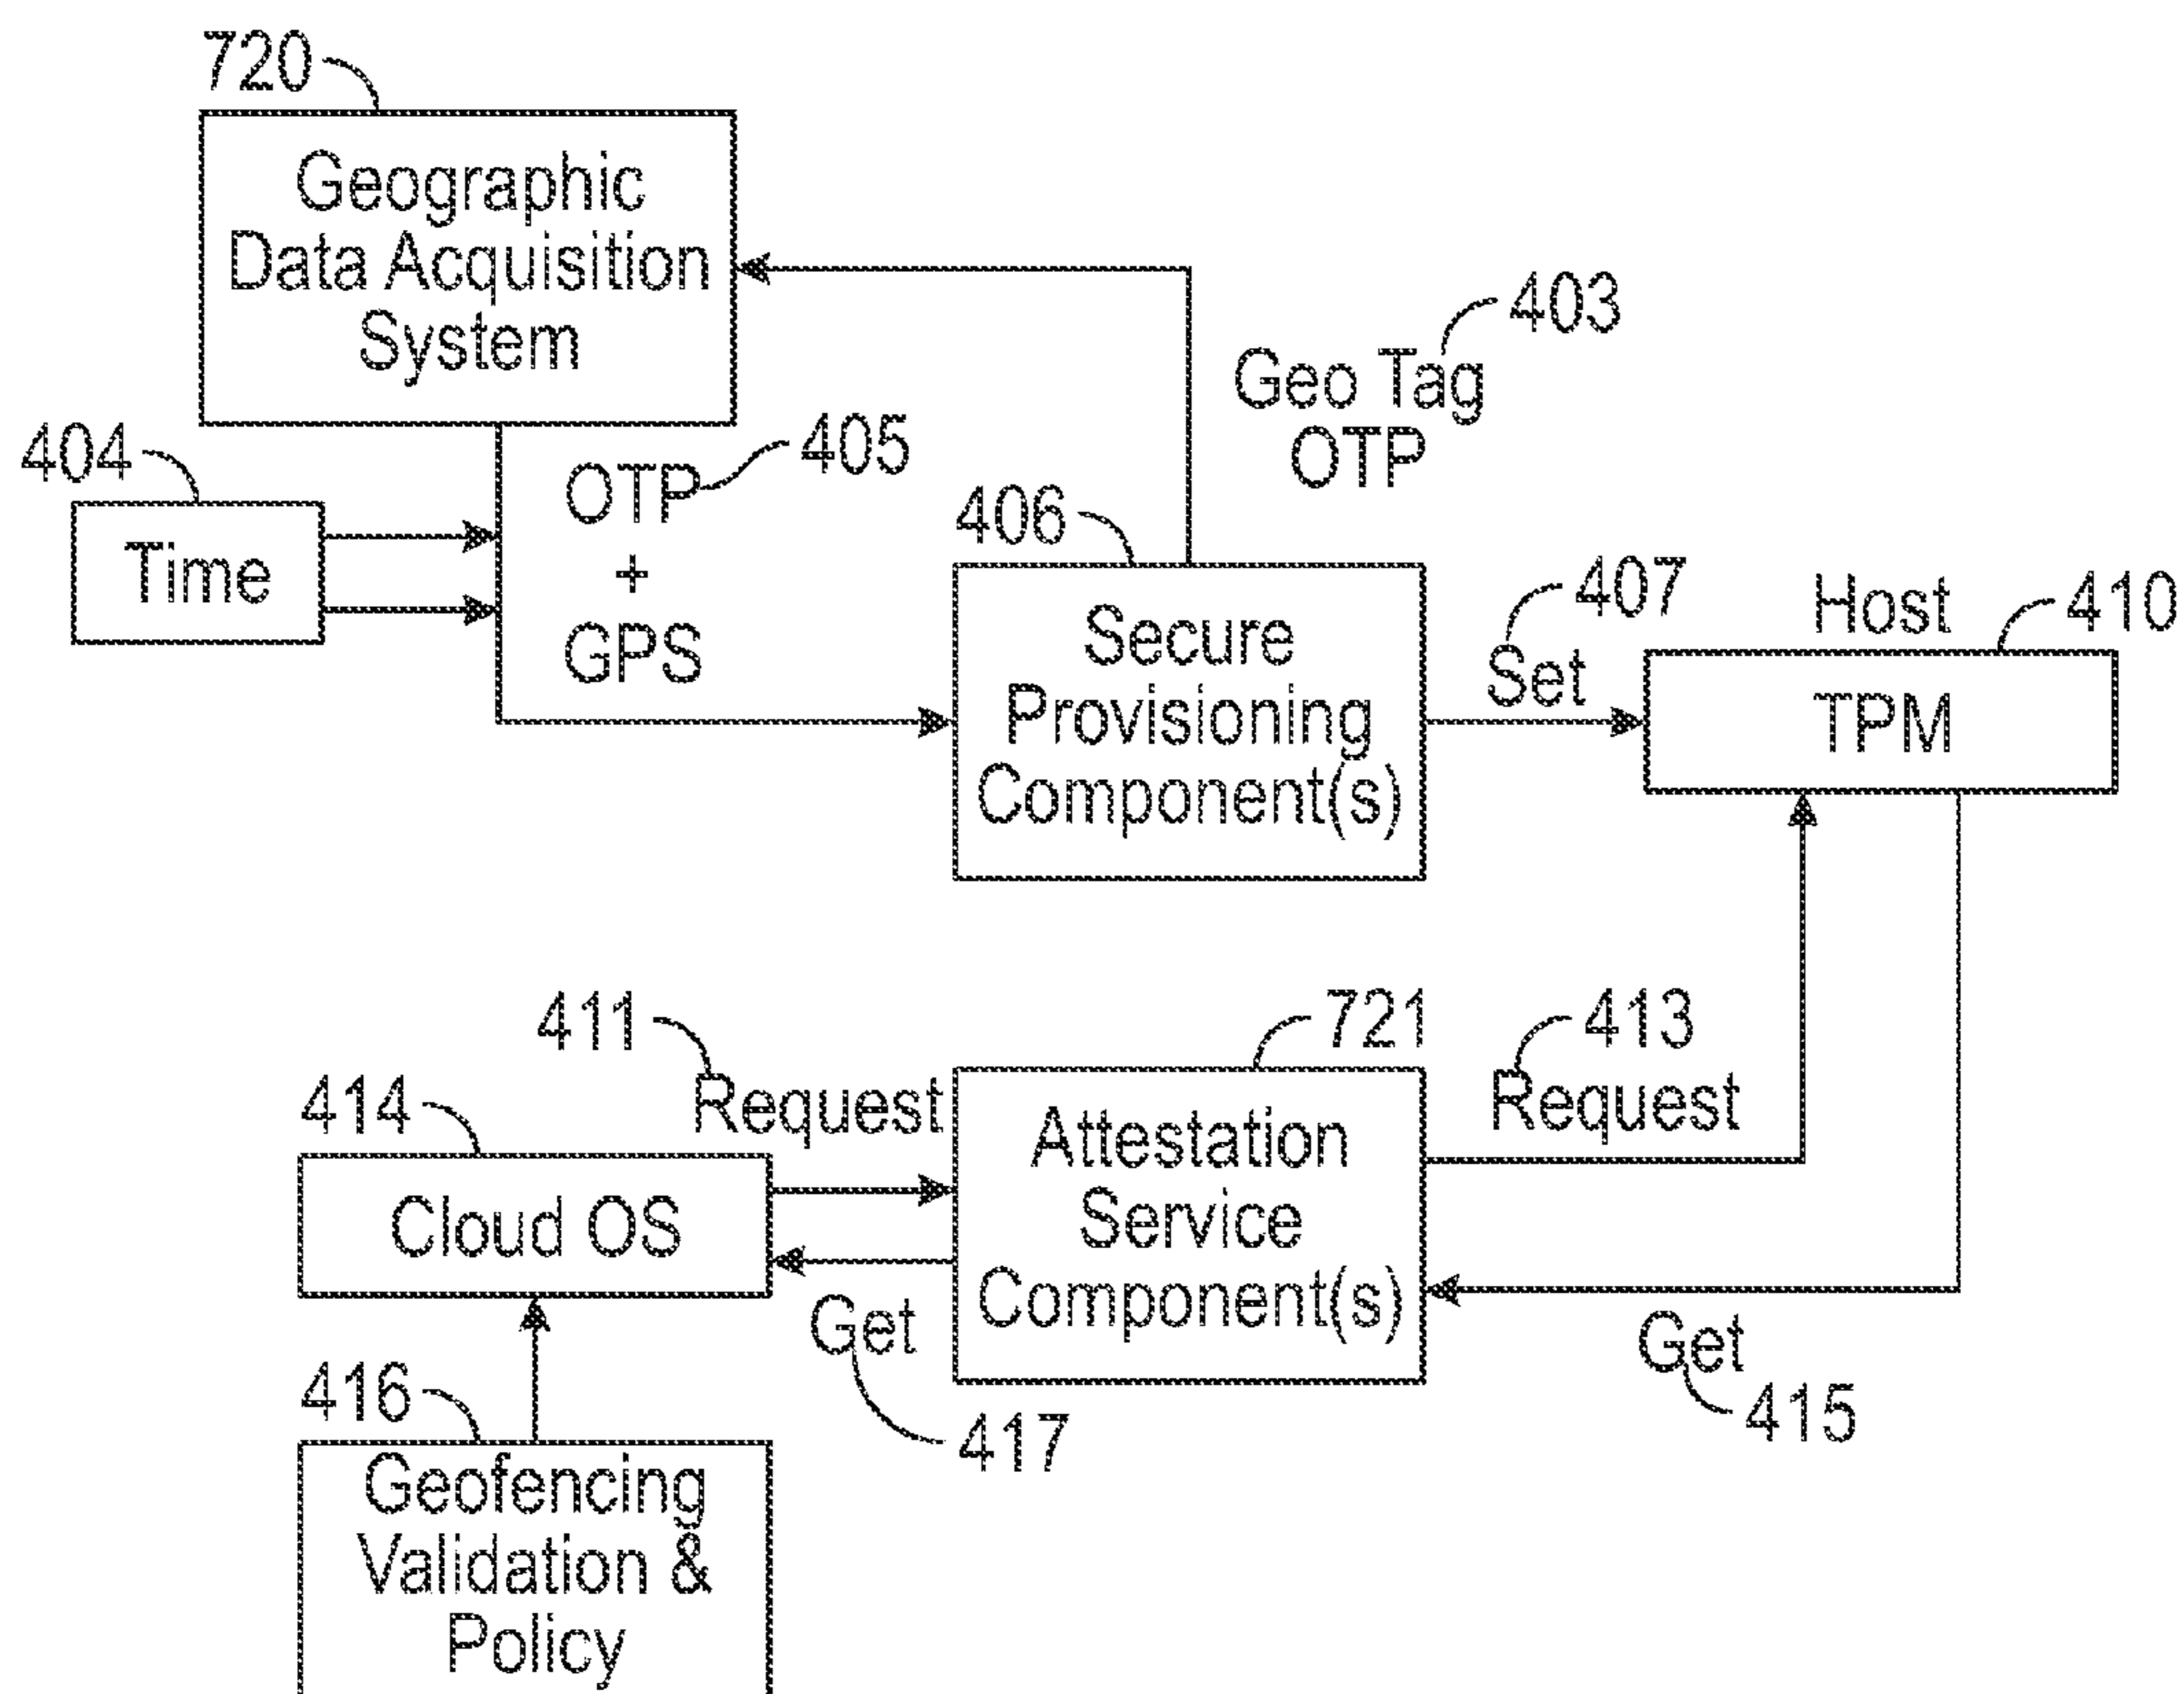 720
Geographic
Data Acquisition
System
403
Geo Tag
OTP
404
Time
405
OTP
+
GPS
406
Secure
Provisioning
Component(s)
407
Set
Host
410
TPM
411
Request
721
Attestation
Service
Component(s)
413
Request
414
Cloud OS
Get
417
Get
415
416
Geofencing
Validation &
Policy